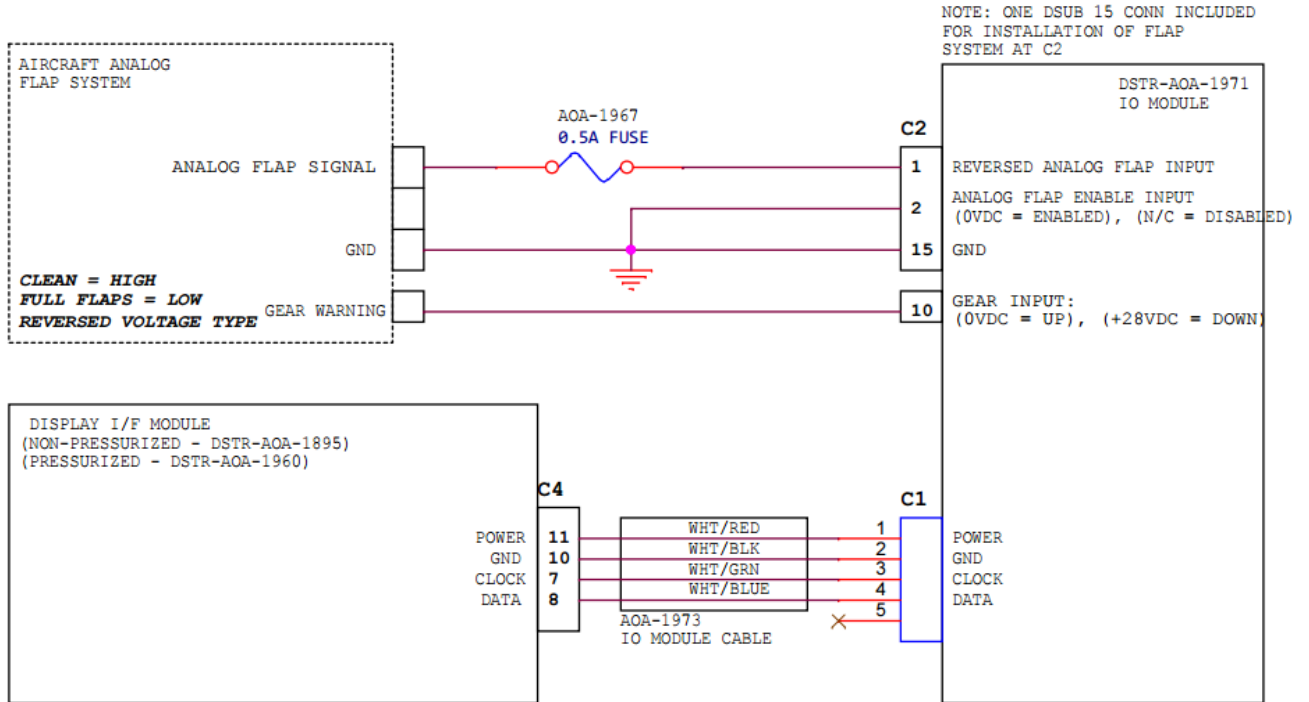 NOTE: ONE DSUB 15 CONN INCLUDED
FOR INSTALLATION OF FLAP
SYSTEM AT C2
AIRCRAFT ANALOG
FLAP SYSTEM
ANALOG FLAP SIGNAL
GND
CLEAN = HIGH
FULL FLAPS = LOW
REVERSED VOLTAGE TYPE
GEAR WARNING
AOA-1967
0.5A FUSE
DSTR-AOA-1971
IO MODULE
C2
1 REVERSED ANALOG FLAP INPUT
2 ANALOG FLAP ENABLE INPUT
(0VDC = ENABLED), (N/C = DISABLED)
15 GND
10 GEAR INPUT:
(0VDC = UP), (+28VDC = DOWN)
DISPLAY I/F MODULE
(NON-PRESSURIZED - DSTR-AOA-1895)
(PRESSURIZED - DSTR-AOA-1960)
C4
POWER 11
GND 10
CLOCK 7
DATA 8
WHT/RED
WHT/BLK
WHT/GRN
WHT/BLUE
AOA-1973
IO MODULE CABLE
C1
1 POWER
2 GND
3 CLOCK
4 DATA
5